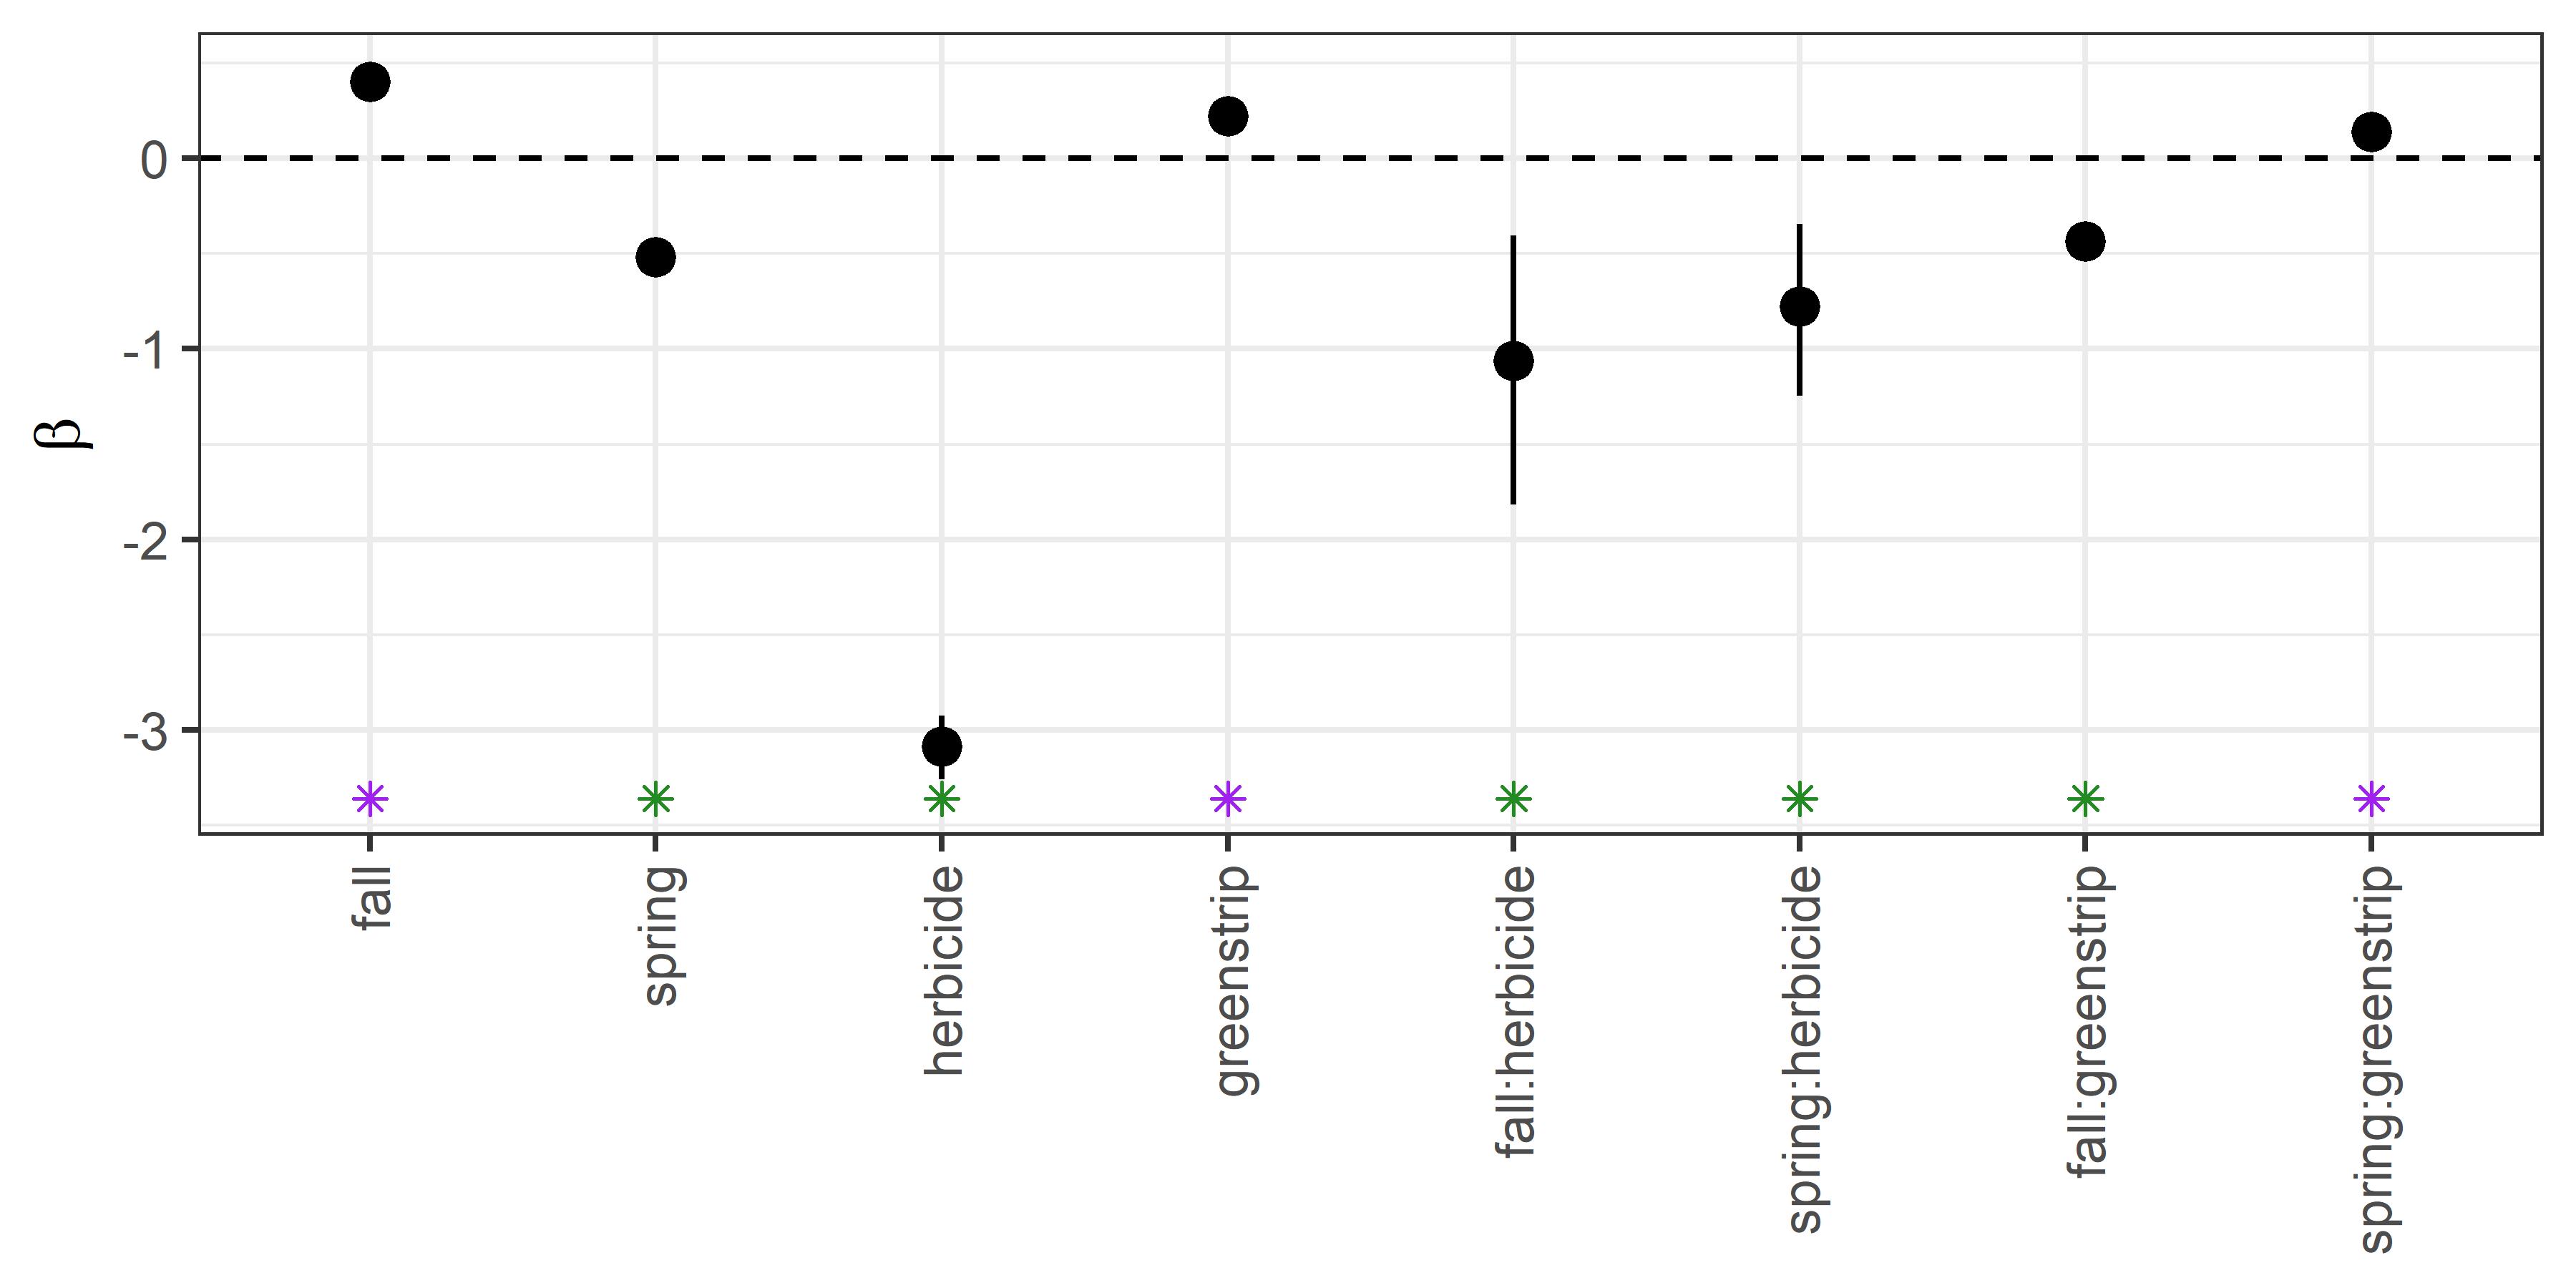 0
-1
-2
-3
β
fall
spring
herbicide
greenstrip
fall:herbicide
spring:herbicide
fall:greenstrip
spring:greenstrip